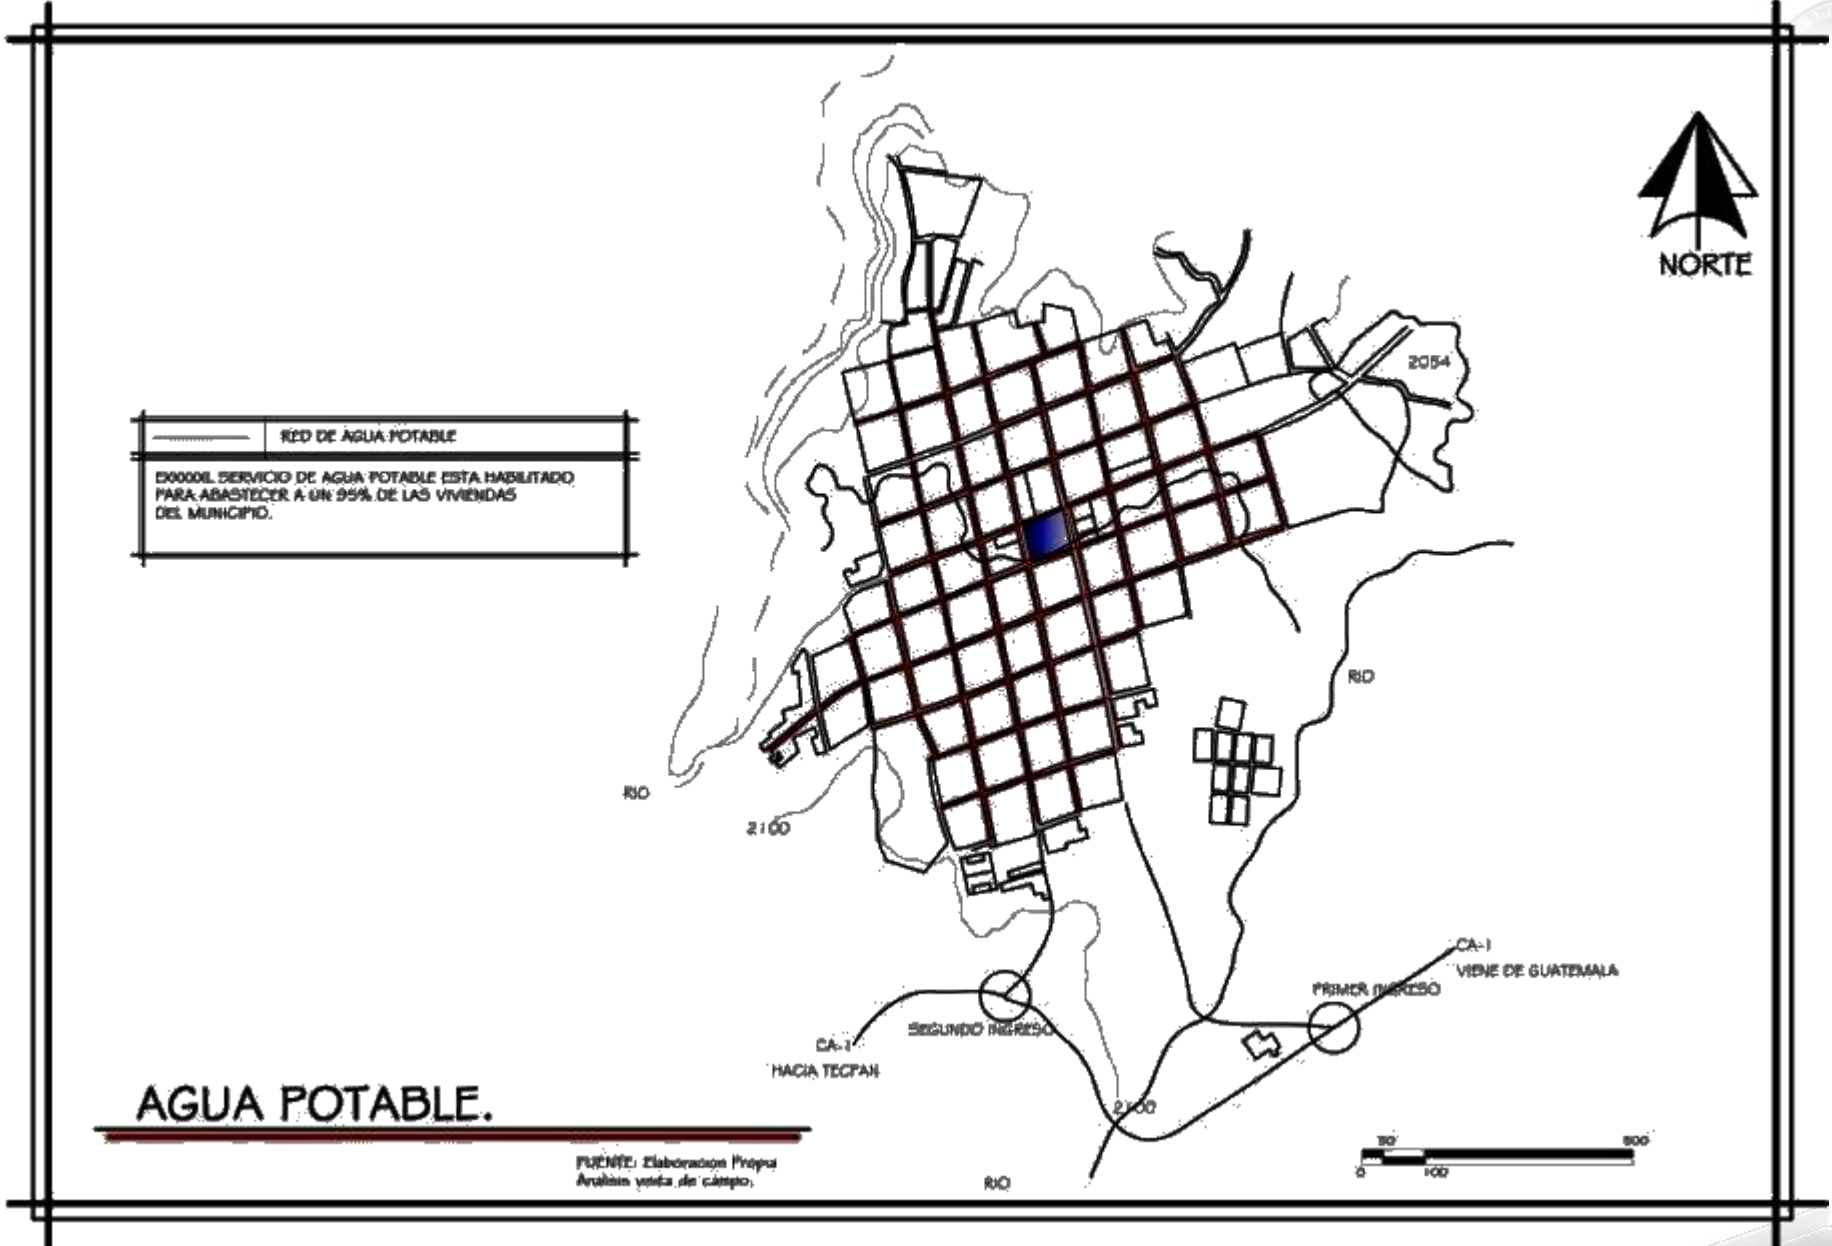 NORTE
2054
RED DE AGUA POTABLE
SERVICIO DE AGUA POTABLE ESTA HABILITADO
PARA ABASTECER A UN 95% DE LAS VIVIENDAS
DEL MUNICIPIO.
RIO
RIO
2100
CA-1
VIENE DE GUATEMALA
PRIMER INGRESO
SEGUNDO INGRESO
CA-1
HACIA TECPAN
AGUA POTABLE.
2100
50
500
0
100
FUENTE: Elaboracion Propia
Analisis visita de campo.
RIO